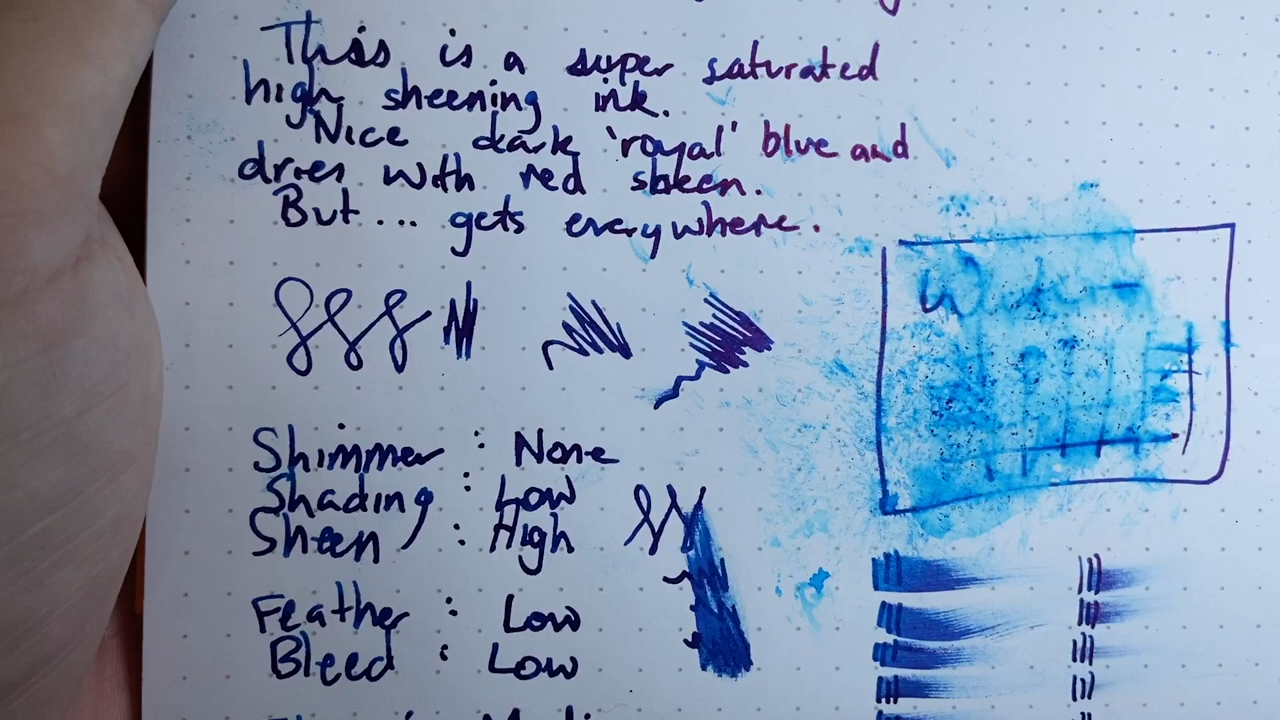 This is a super saturated
high sheening ink.
Nice dark 'royal' blue and
dries with red sheen.
But... gets everywhere.
Shimmer : None
Shading : Low
Sheen : High
Feather : Low
Bleed : Low